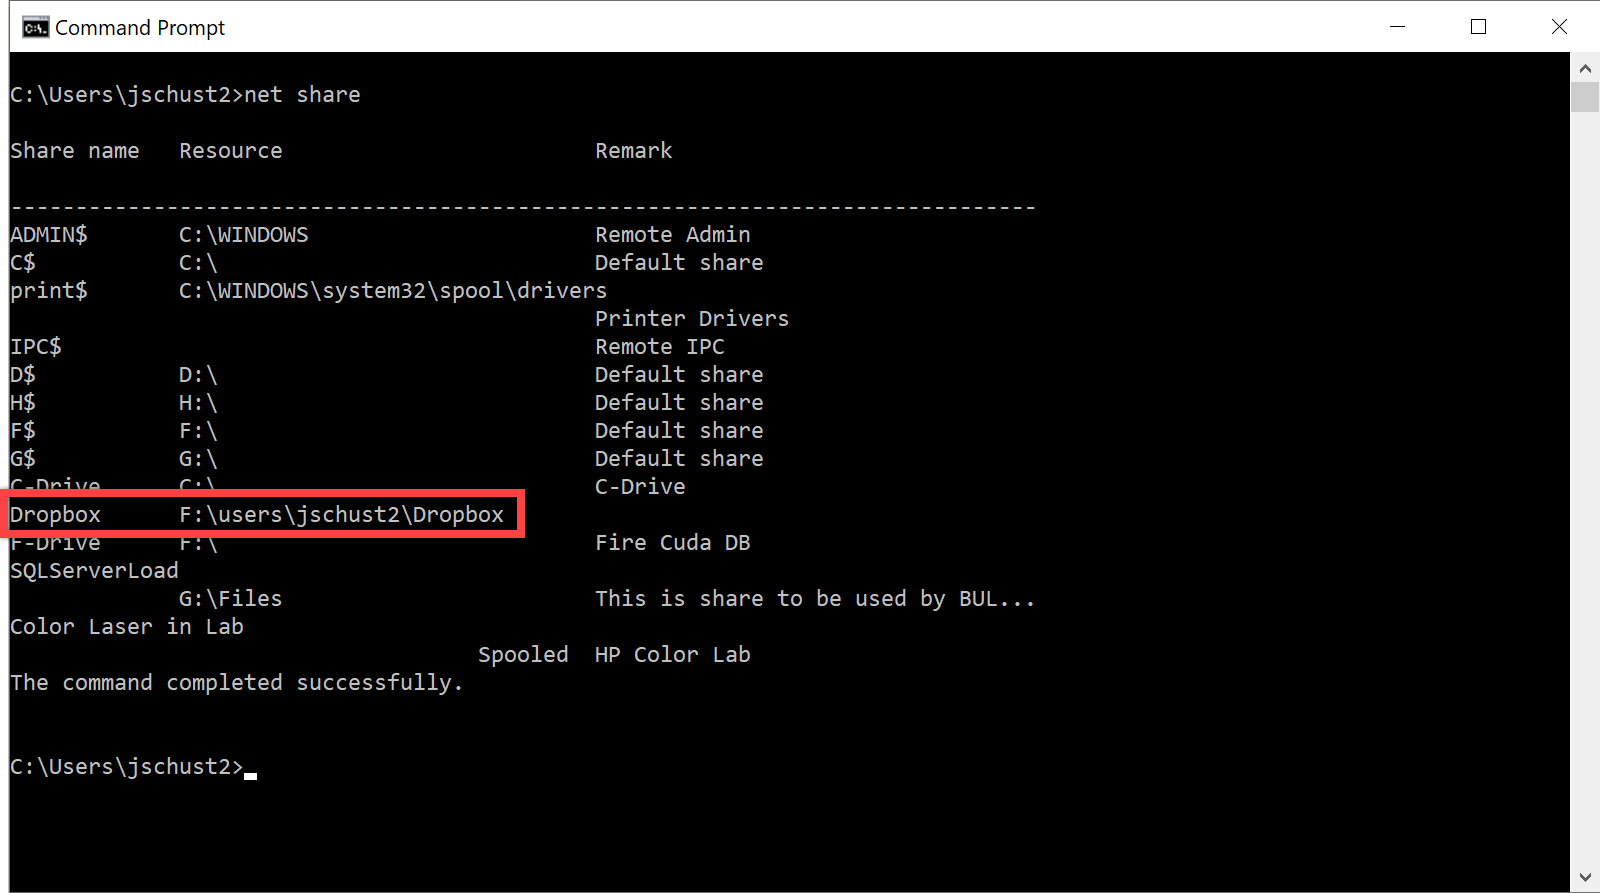 Command Prompt
C:\Users\jschust2>net share
Share name   Resource                        Remark
-------------------------------------------------------------------------------
ADMIN$       C:\WINDOWS                      Remote Admin
C$           C:\                             Default share
print$       C:\WINDOWS\system32\spool\drivers
                                             Printer Drivers
IPC$                                         Remote IPC
D$           D:\                             Default share
H$           H:\                             Default share
F$           F:\                             Default share
G$           G:\                             Default share
C-Drive      C:\                             C-Drive
Dropbox      F:\users\jschust2\Dropbox
F-Drive      F:\                             Fire Cuda DB
SQLServerLoad
             G:\Files                        This is share to be used by BUL...
Color Laser in Lab
                                    Spooled  HP Color Lab
The command completed successfully.
C:\Users\jschust2>